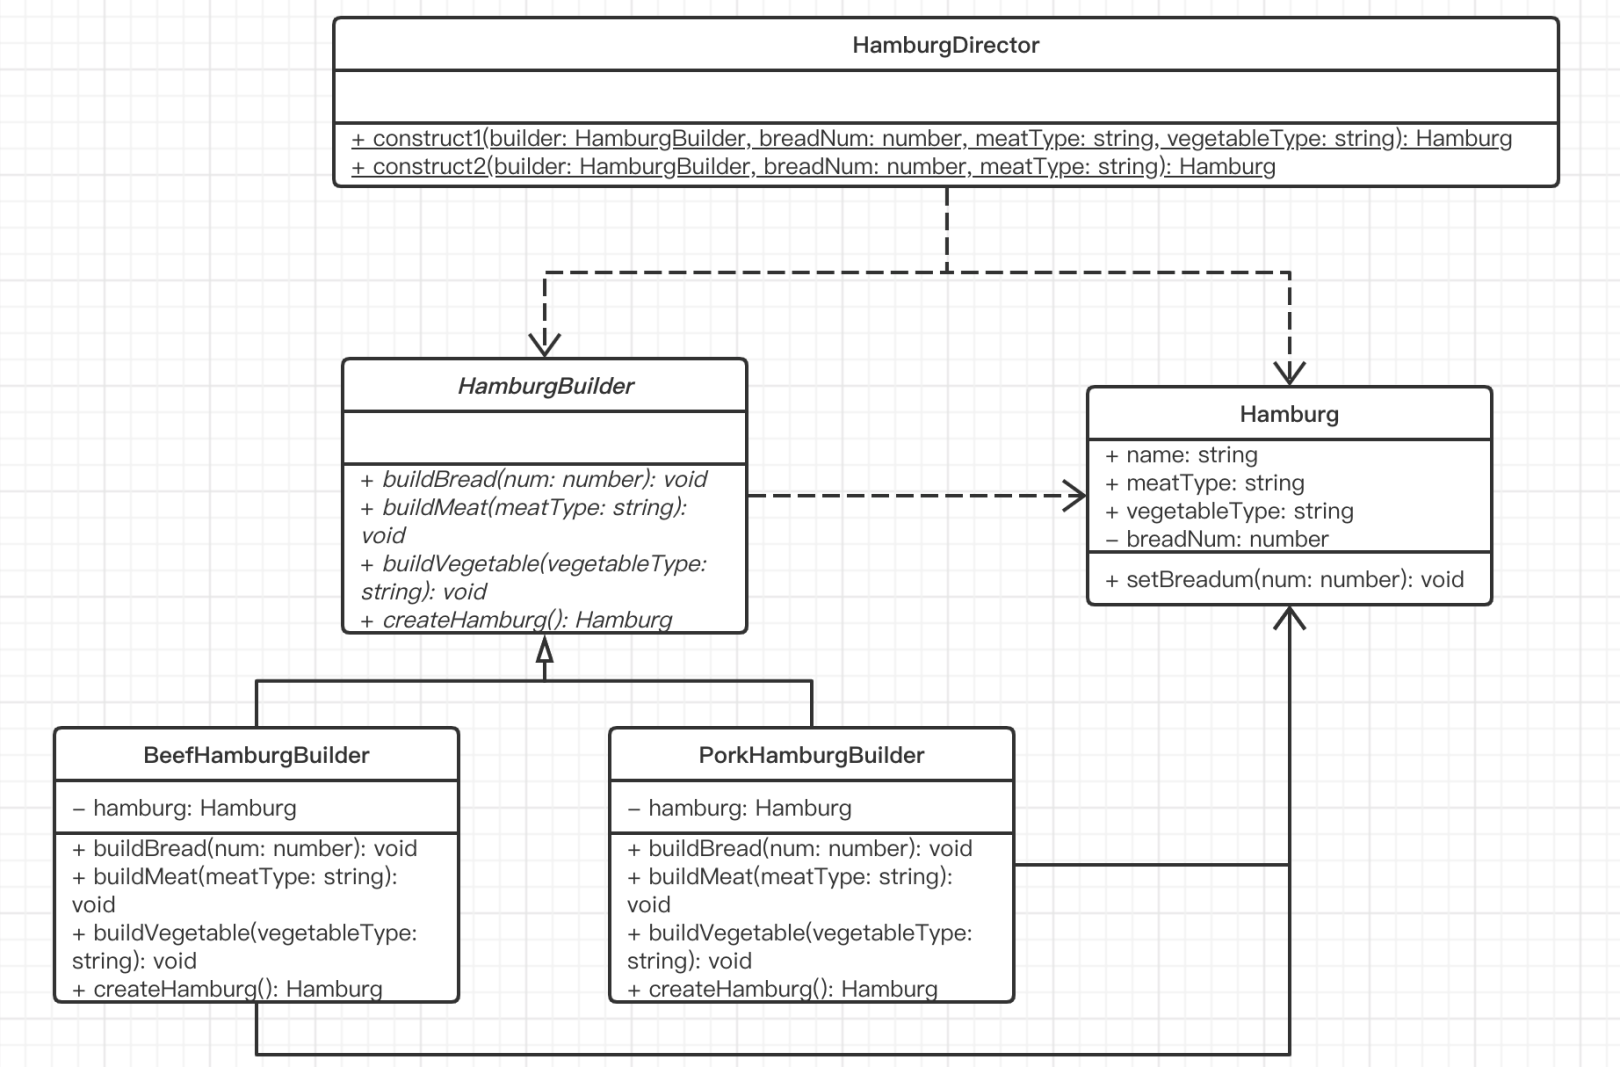 HamburgDirector
+ construct1(builder: HamburgBuilder, breadNum: number, meatType: string, vegetableType: string): Hamburg
+ construct2(builder: HamburgBuilder, breadNum: number, meatType: string): Hamburg
HamburgBuilder
+ buildBread(num: number): void
+ buildMeat(meatType: string):
void
+ buildVegetable(vegetableType:
string): void
+ createHamburg(): Hamburg
Hamburg
+ name: string
+ meatType: string
+ vegetableType: string
– breadNum: number
+ setBreadum(num: number): void
BeefHamburgBuilder
– hamburg: Hamburg
+ buildBread(num: number): void
+ buildMeat(meatType: string):
void
+ buildVegetable(vegetableType:
string): void
+ createHamburg(): Hamburg
PorkHamburgBuilder
– hamburg: Hamburg
+ buildBread(num: number): void
+ buildMeat(meatType: string):
void
+ buildVegetable(vegetableType:
string): void
+ createHamburg(): Hamburg